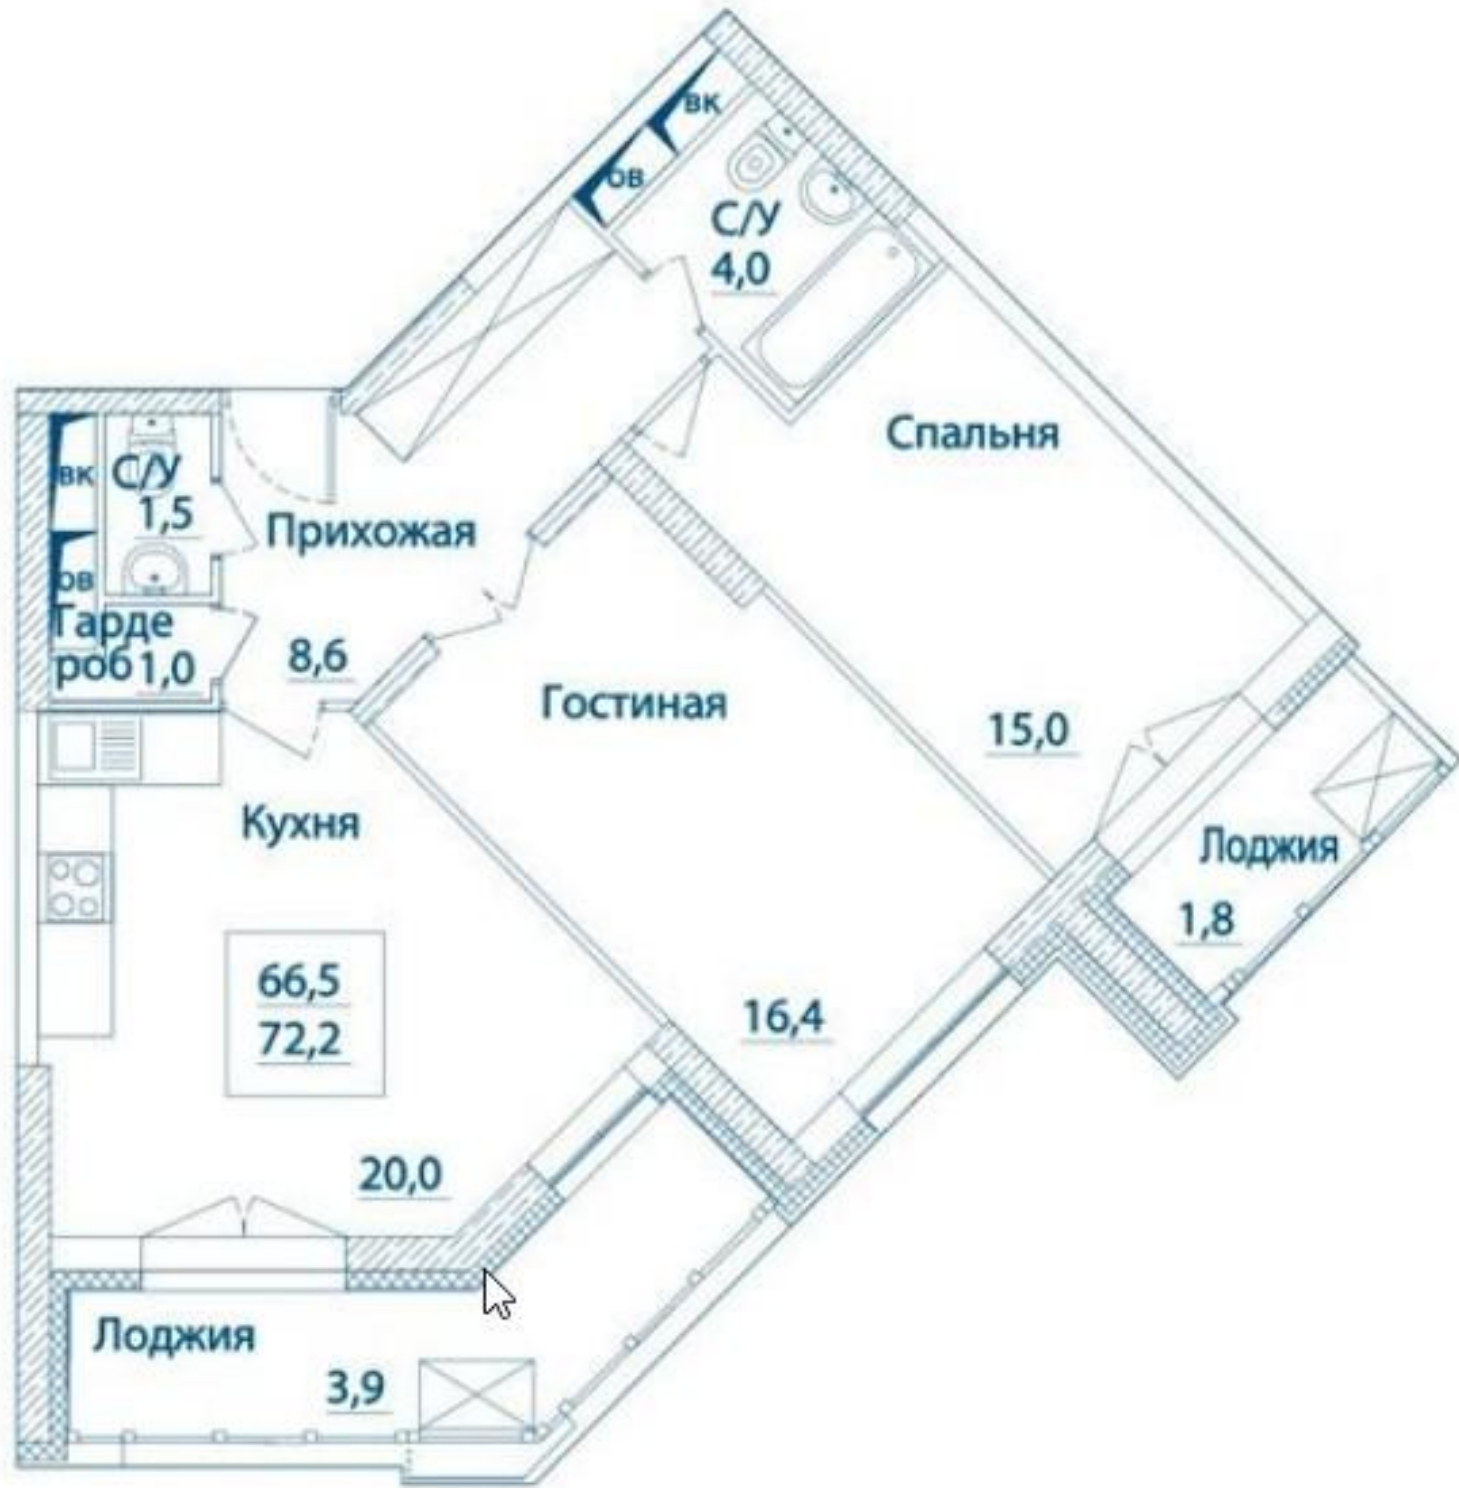 ВК
ОВ
С/У
4,0
Спальня
ВК
С/У
1,5
Прихожая
ОВ
Гарде
роб 1,0
8,6
Гостиная
15,0
Кухня
Лоджия
1,8
66,5
72,2
16,4
20,0
Лоджия
3,9